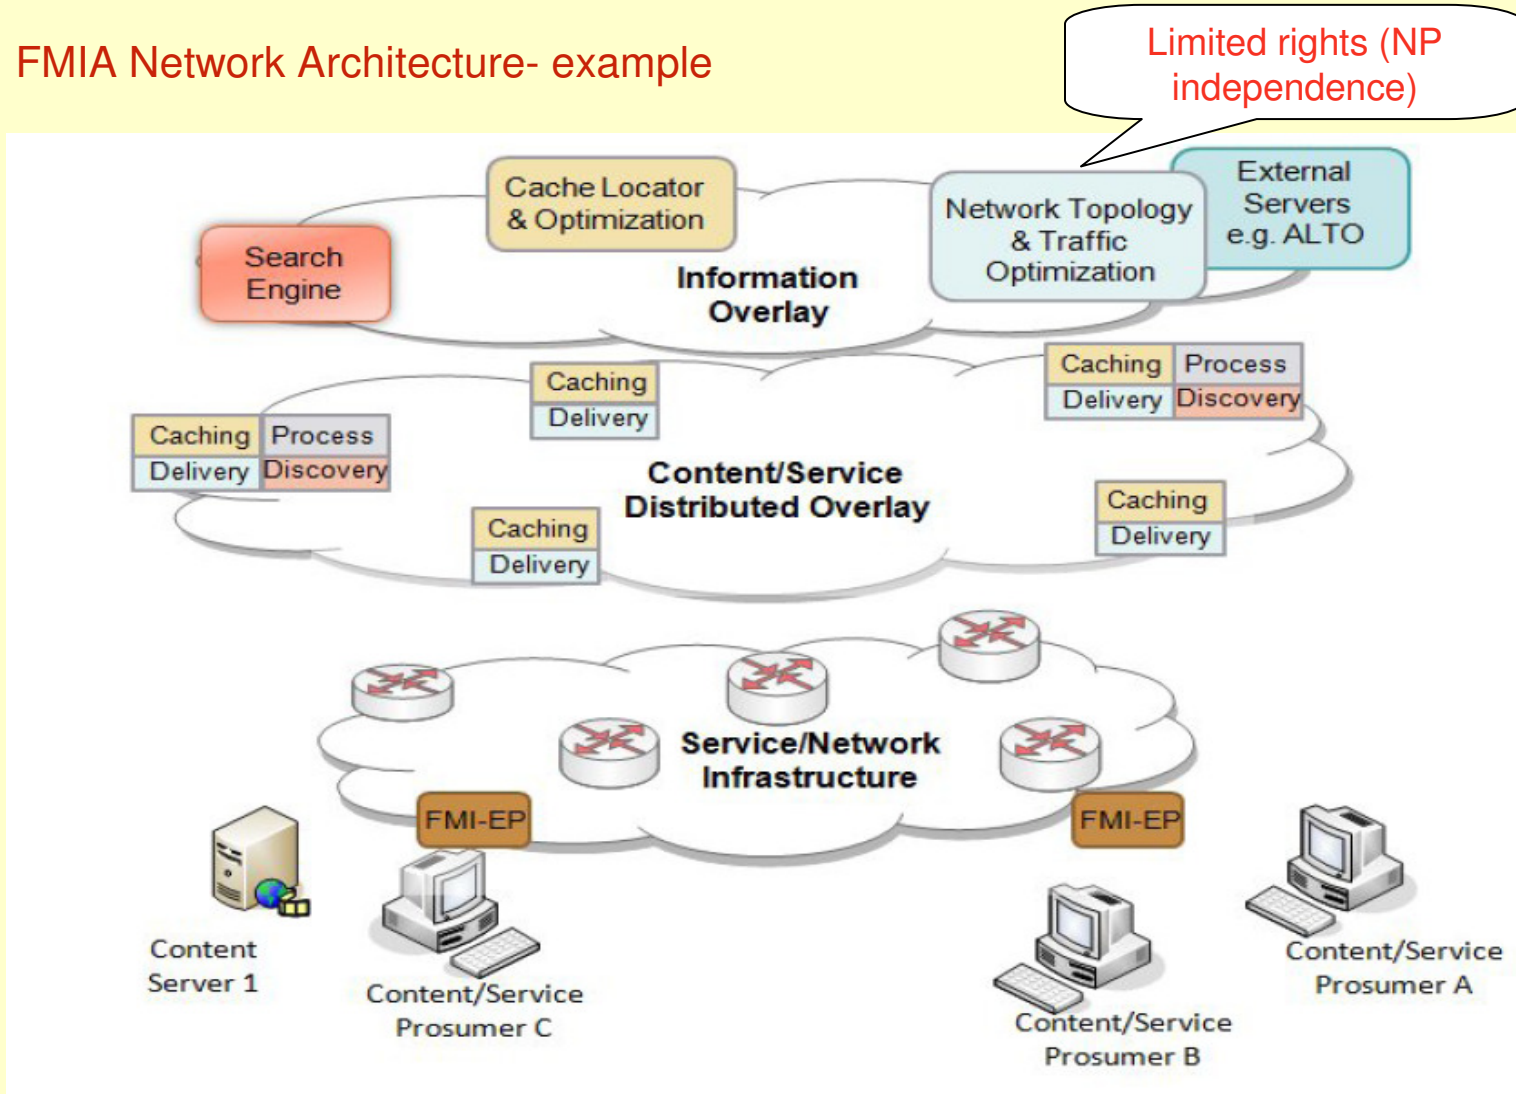 FMIA Network Architecture- example
Limited rights (NP
independence)
Search
Engine
Cache Locator
& Optimization
Network Topology
& Traffic
Optimization
External
Servers
e.g. ALTO
Information
Overlay
Caching Process
Delivery Discovery
Caching
Delivery
Caching Process
Delivery Discovery
Content/Service
Distributed Overlay
Caching
Delivery
Caching
Delivery
Service/Network
Infrastructure
FMI-EP
FMI-EP
Content
Server 1
Content/Service
Prosumer C
Content/Service
Prosumer B
Content/Service
Prosumer A